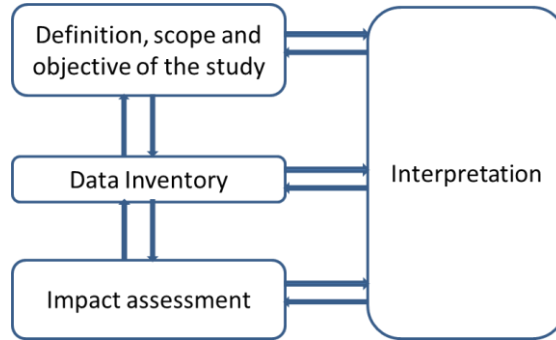 Definition, scope and
objective of the study
Data Inventory
Interpretation
Impact assessment